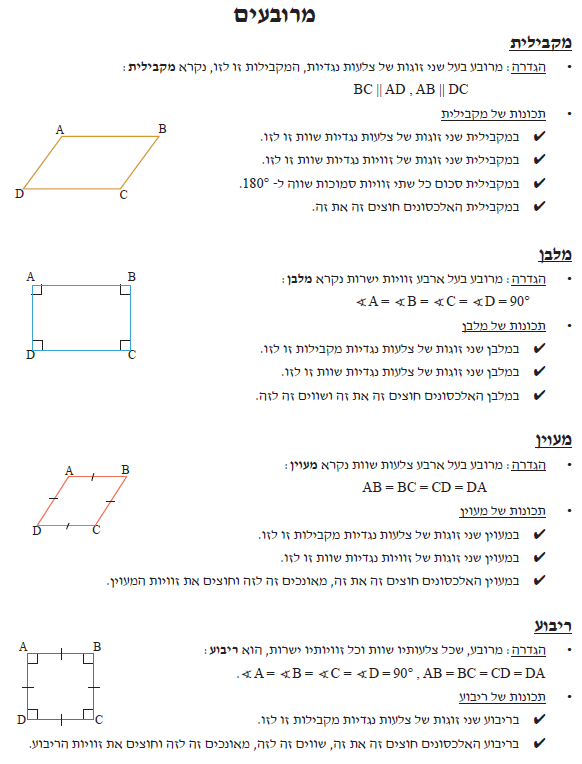 מרובעים
מקבילית
• הגדרה: מרובע בעל שני זוגות של צלעות נגדיות, המקבילות זו לזו, נקרא מקבילית:
BC || AD , AB || DC
• תכונות של מקבילית
✔ במקבילית שני זוגות של צלעות נגדיות שוות זו לזו.
✔ במקבילית שני זוגות של זוויות נגדיות שוות זו לזו.
✔ במקבילית סכום כל שתי זוויות סמוכות שווה ל- 180°.
✔ במקבילית האלכסונים חוצים זה את זה.
A B
D C
מלבן
• הגדרה: מרובע בעל ארבע זוויות ישרות נקרא מלבן:
∢A = ∢B = ∢C = ∢D = 90°
• תכונות של מלבן
✔ במלבן שני זוגות של צלעות נגדיות מקבילות זו לזו.
✔ במלבן שני זוגות של צלעות נגדיות שוות זו לזו.
✔ במלבן האלכסונים חוצים זה את זה ושווים זה לזה.
A B
D C
מעוין
• הגדרה: מרובע בעל ארבע צלעות שוות נקרא מעוין:
AB = BC = CD = DA
• תכונות של מעוין
✔ במעוין שני זוגות של צלעות נגדיות מקבילות זו לזו.
✔ במעוין שני זוגות של זוויות נגדיות שוות זו לזו.
✔ במעוין האלכסונים חוצים זה את זה, מאונכים זה לזה וחוצים את זוויות המעוין.
A B
D C
ריבוע
• הגדרה: מרובע, שכל צלעותיו שוות וכל זוויותיו ישרות, הוא ריבוע:
∢A = ∢B = ∢C = ∢D = 90° , AB = BC = CD = DA.
• תכונות של ריבוע
✔ בריבוע שני זוגות של צלעות נגדיות מקבילות זו לזו.
✔ בריבוע האלכסונים חוצים זה את זה, שווים זה לזה, מאונכים זה לזה וחוצים את זוויות הריבוע.
A B
D C